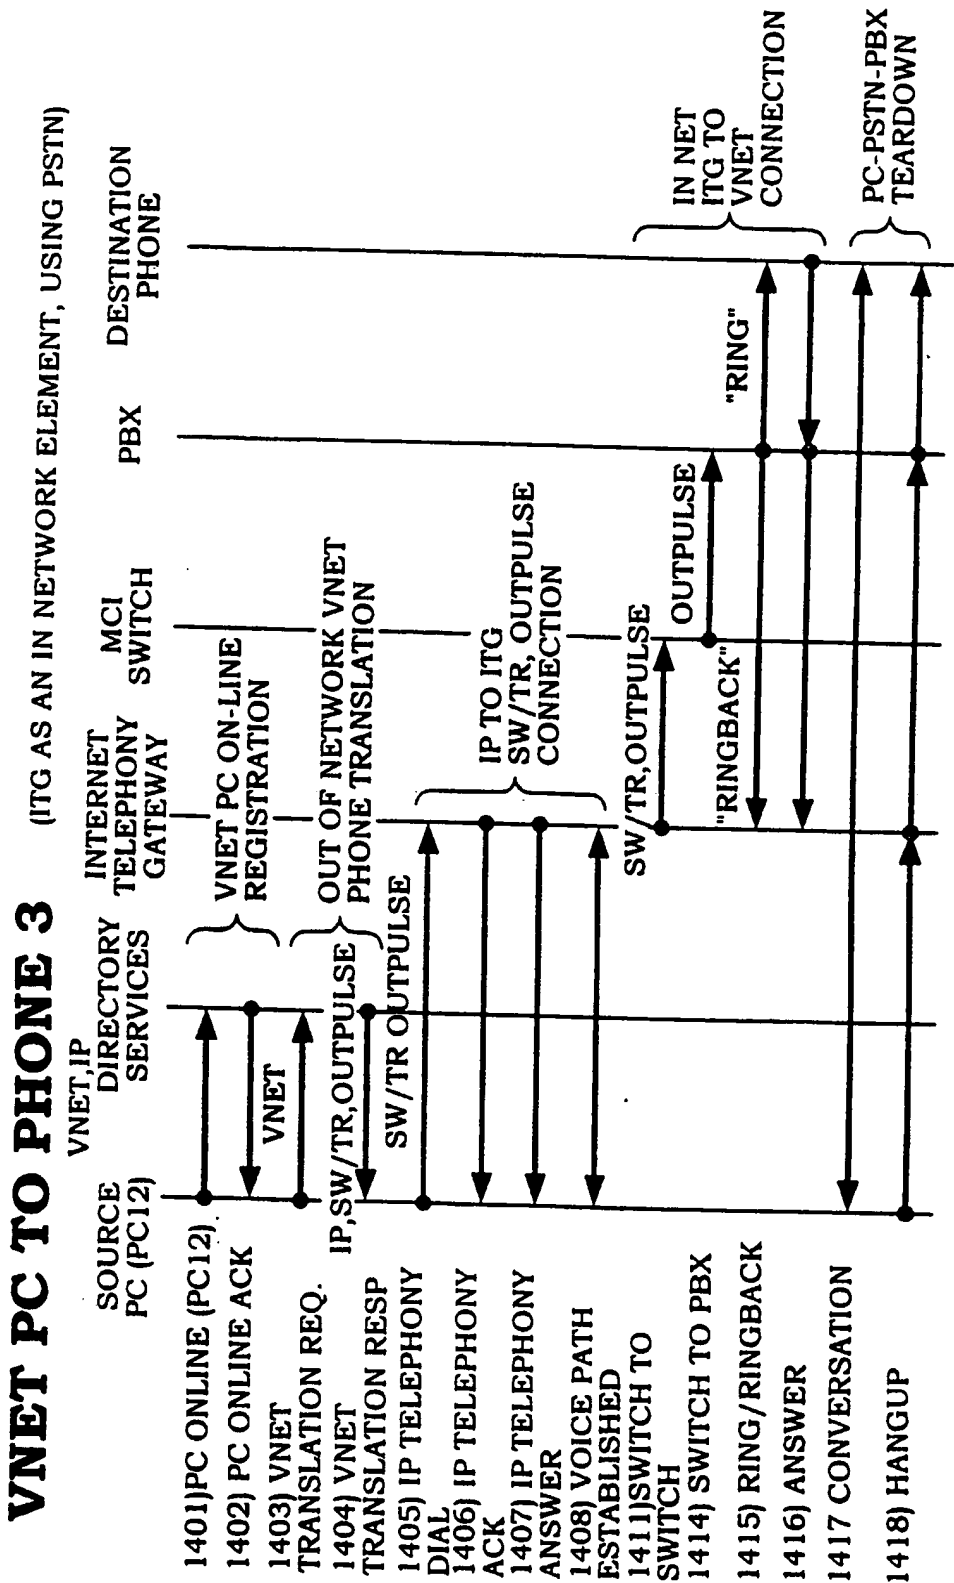 VNET PC TO PHONE 3
(ITG AS AN IN NETWORK ELEMENT, USING PSTN)
VNET,IP
SOURCE
PC (PC12)
DIRECTORY
SERVICES
INTERNET
TELEPHONY
GATEWAY
MCI
SWITCH
PBX
DESTINATION
PHONE
1401)PC ONLINE (PC12)
1402) PC ONLINE ACK
VNET PC ON-LINE
REGISTRATION
VNET
1403) VNET
TRANSLATION REQ.
1404) VNET
TRANSLATION RESP
IP,SW/TR,OUTPULSE
OUT OF NETWORK VNET
PHONE TRANSLATION
SW/TR OUTPULSE
1405) IP TELEPHONY
DIAL
1406) IP TELEPHONY
ACK
1407) IP TELEPHONY
ANSWER
1408) VOICE PATH
ESTABLISHED
IP TO ITG
SW/TR, OUTPULSE
CONNECTION
1411)SWITCH TO
SWITCH
SW/TR,OUTPULSE
1414) SWITCH TO PBX
OUTPULSE
1415) RING/RINGBACK
"RINGBACK"
"RING"
1416) ANSWER
IN NET
ITG TO
VNET
CONNECTION
1417 CONVERSATION
1418) HANGUP
PC-PSTN-PBX
TEARDOWN